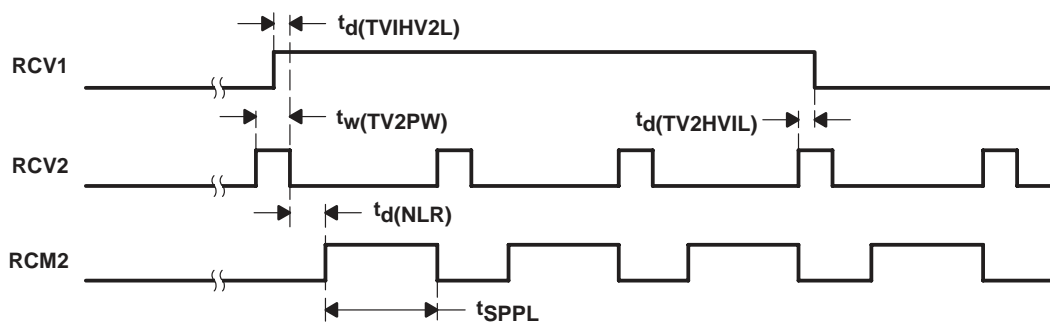 td(TVIHV2L)
RCV1
tw(TV2PW)
td(TV2HVIL)
RCV2
td(NLR)
RCM2
tSPPL